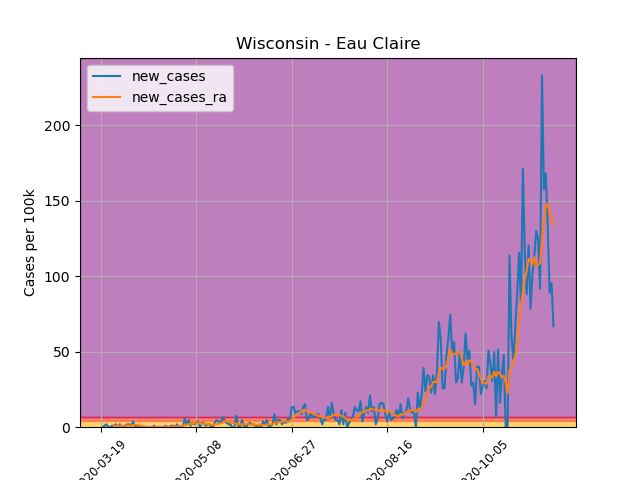 Wisconsin - Eau Claire
new_cases
new_cases_ra
Cases per 100k
200
150
100
50
0
020-03-19
020-05-08
020-06-27
020-08-16
020-10-05